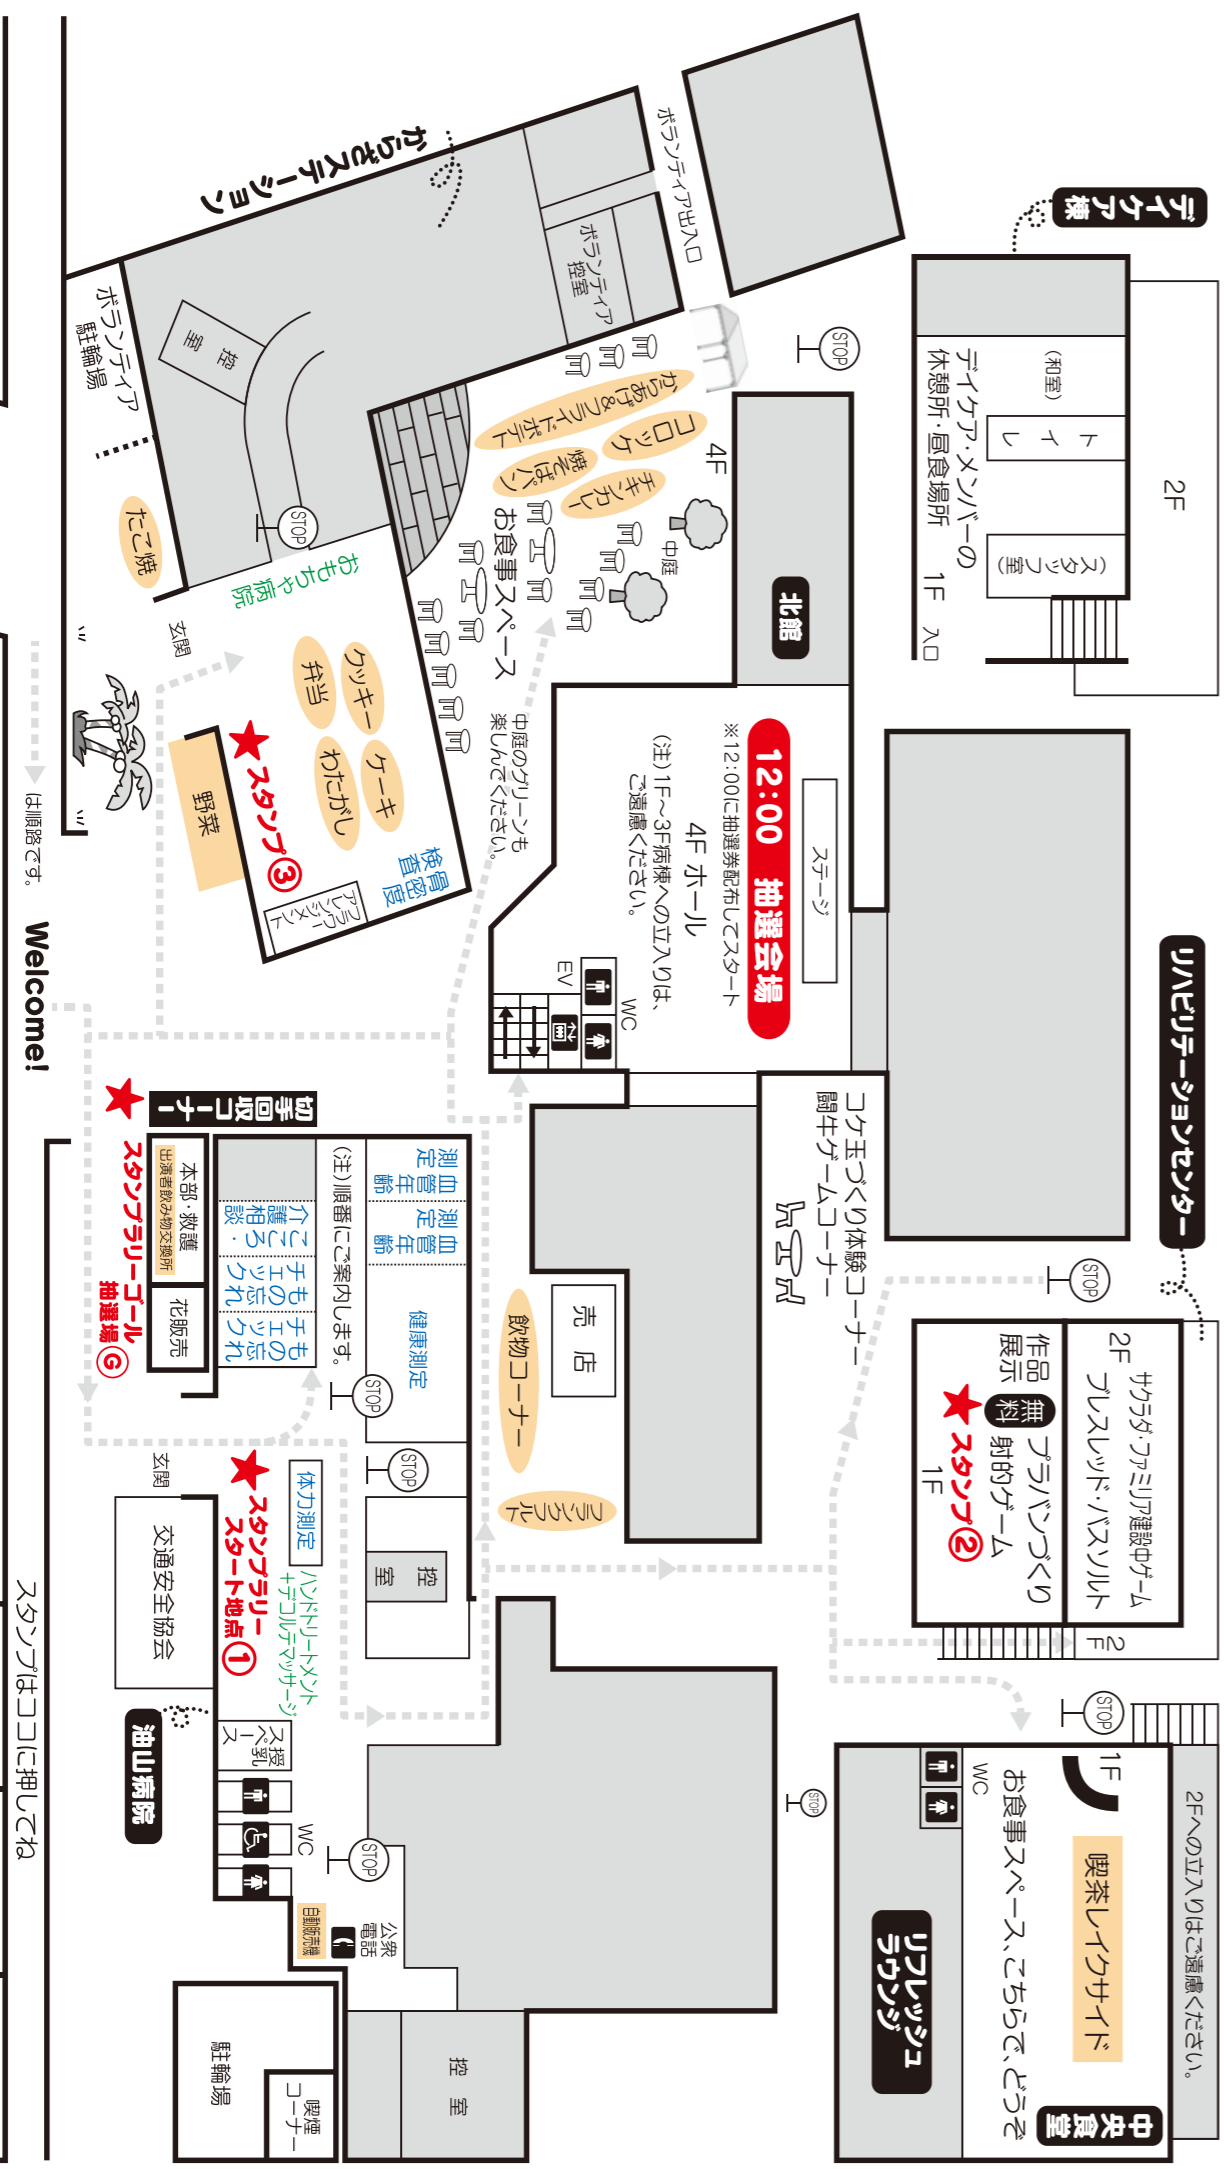 デイケア棟
2F
(和室)
トイレ
(スタッフ室)
デイケア・メンバーの
休憩所・昼食場所
1F
入口
リハビリテーションセンター
2F
サクラダ・ファミリア建設中ゲーム
ブレスレッド・バスソルト
作品
展示
無料
プラバンづくり
射的ゲーム
スタンプ②
1F
2F
STOP
STOP
2Fへの立入りはご遠慮ください。
1F
喫茶レイクサイド
中央食堂
お食事スペース、こちらで、どうぞ
WC
リフレッシュ
ラウンジ
STOP
ボランティア出入口
STOP
からざステーション
ボランティア
控室
控室
ボランティア
駐輪場
からあげ&フライドポテト
コロッケ
焼そばパン
チキンカレー
4F
中庭
お食事スペース
北館
ステージ
12:00 抽選会場
※12:00に抽選券配布してスタート
4F ホール
(注)1F~3F病棟への立入りは、
ご遠慮ください。
WC
EV
中庭のグリーンも
楽しんでください。
コケ玉づくり体験コーナー
闘牛ゲームコーナー
売店
飲物コーナー
フランクフルト
STOP
おもちゃ病院
たこ焼
玄関
クッキー
弁当
ケーキ
わたがし
スタンプ③
野菜
骨密度
検査
フラワー
アレンジメント
は順路です。
Welcome!
切手回収コーナー
本部・救護
出演者飲み物交換所
花販売
スタンプラリーゴール
抽選場Ⓖ
血管年齢
測定
血管年齢
測定
健康測定
(注)順番にご案内します。
こころ・
介護相談
もの忘れ
チェック
もの忘れ
チェック
STOP
STOP
控室
体力測定
ハンドトリートメント
+デコルテマッサージ
スタンプラリー
スタート地点①
玄関
交通安全協会
油山病院
授乳
スペース
WC
STOP
公衆
電話
自動販売機
控室
駐輪場
喫煙
コーナー
スタンプはココに押してね